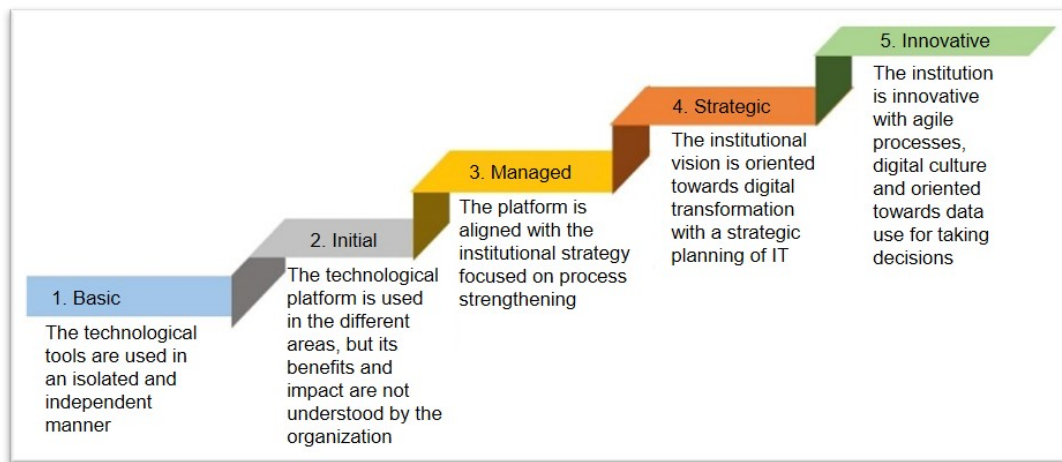 1. Basic
The technological
tools are used in
an isolated and
independent
manner
2. Initial
The technological
platform is used
in the different
areas, but its
benefits and
impact are not
understood by the
organization
3. Managed
The platform is
aligned with the
institutional strategy
focused on process
strengthening
4. Strategic
The institutional
vision is oriented
towards digital
transformation
with a strategic
planning of IT
5. Innovative
The institution
is innovative
with agile
processes,
digital culture
and oriented
towards data
use for taking
decisions